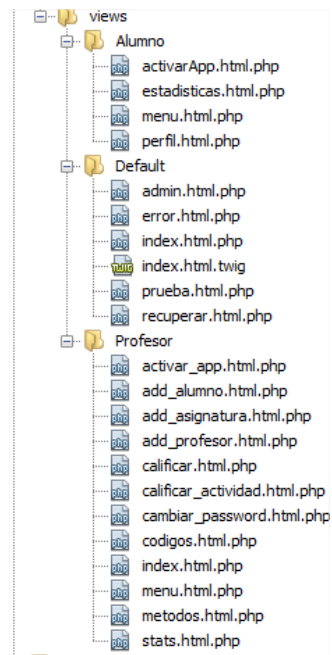 views
Alumno
activarApp.html.php
estadisticas.html.php
menu.html.php
perfil.html.php
Default
admin.html.php
error.html.php
index.html.php
index.html.twig
prueba.html.php
recuperar.html.php
Profesor
activar_app.html.php
add_alumno.html.php
add_asignatura.html.php
add_profesor.html.php
calificar.html.php
calificar_actividad.html.php
cambiar_password.html.php
codigos.html.php
index.html.php
menu.html.php
metodos.html.php
stats.html.php